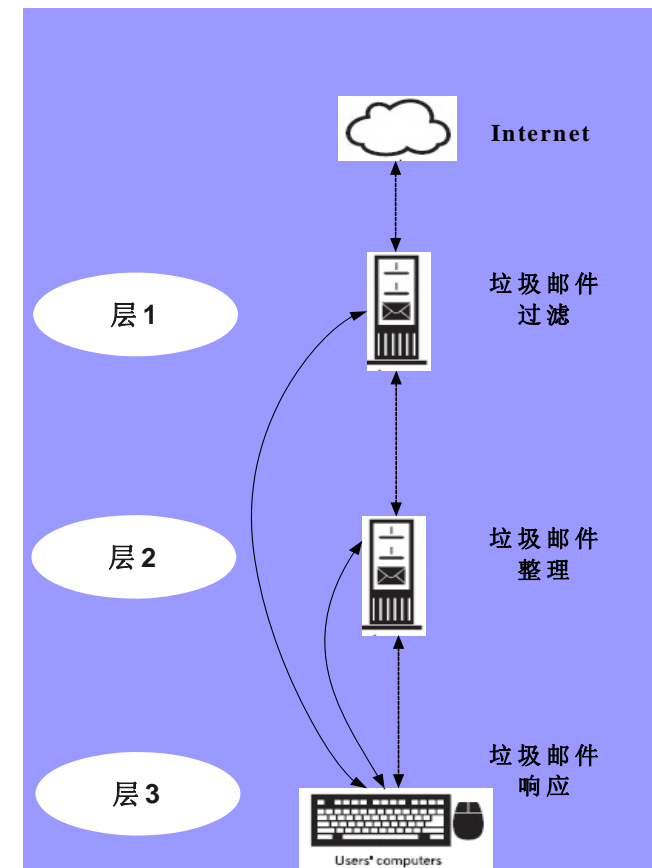 Internet
层1
垃圾邮件
过滤
层2
垃圾邮件
整理
层3
垃圾邮件
响应
Users' computers